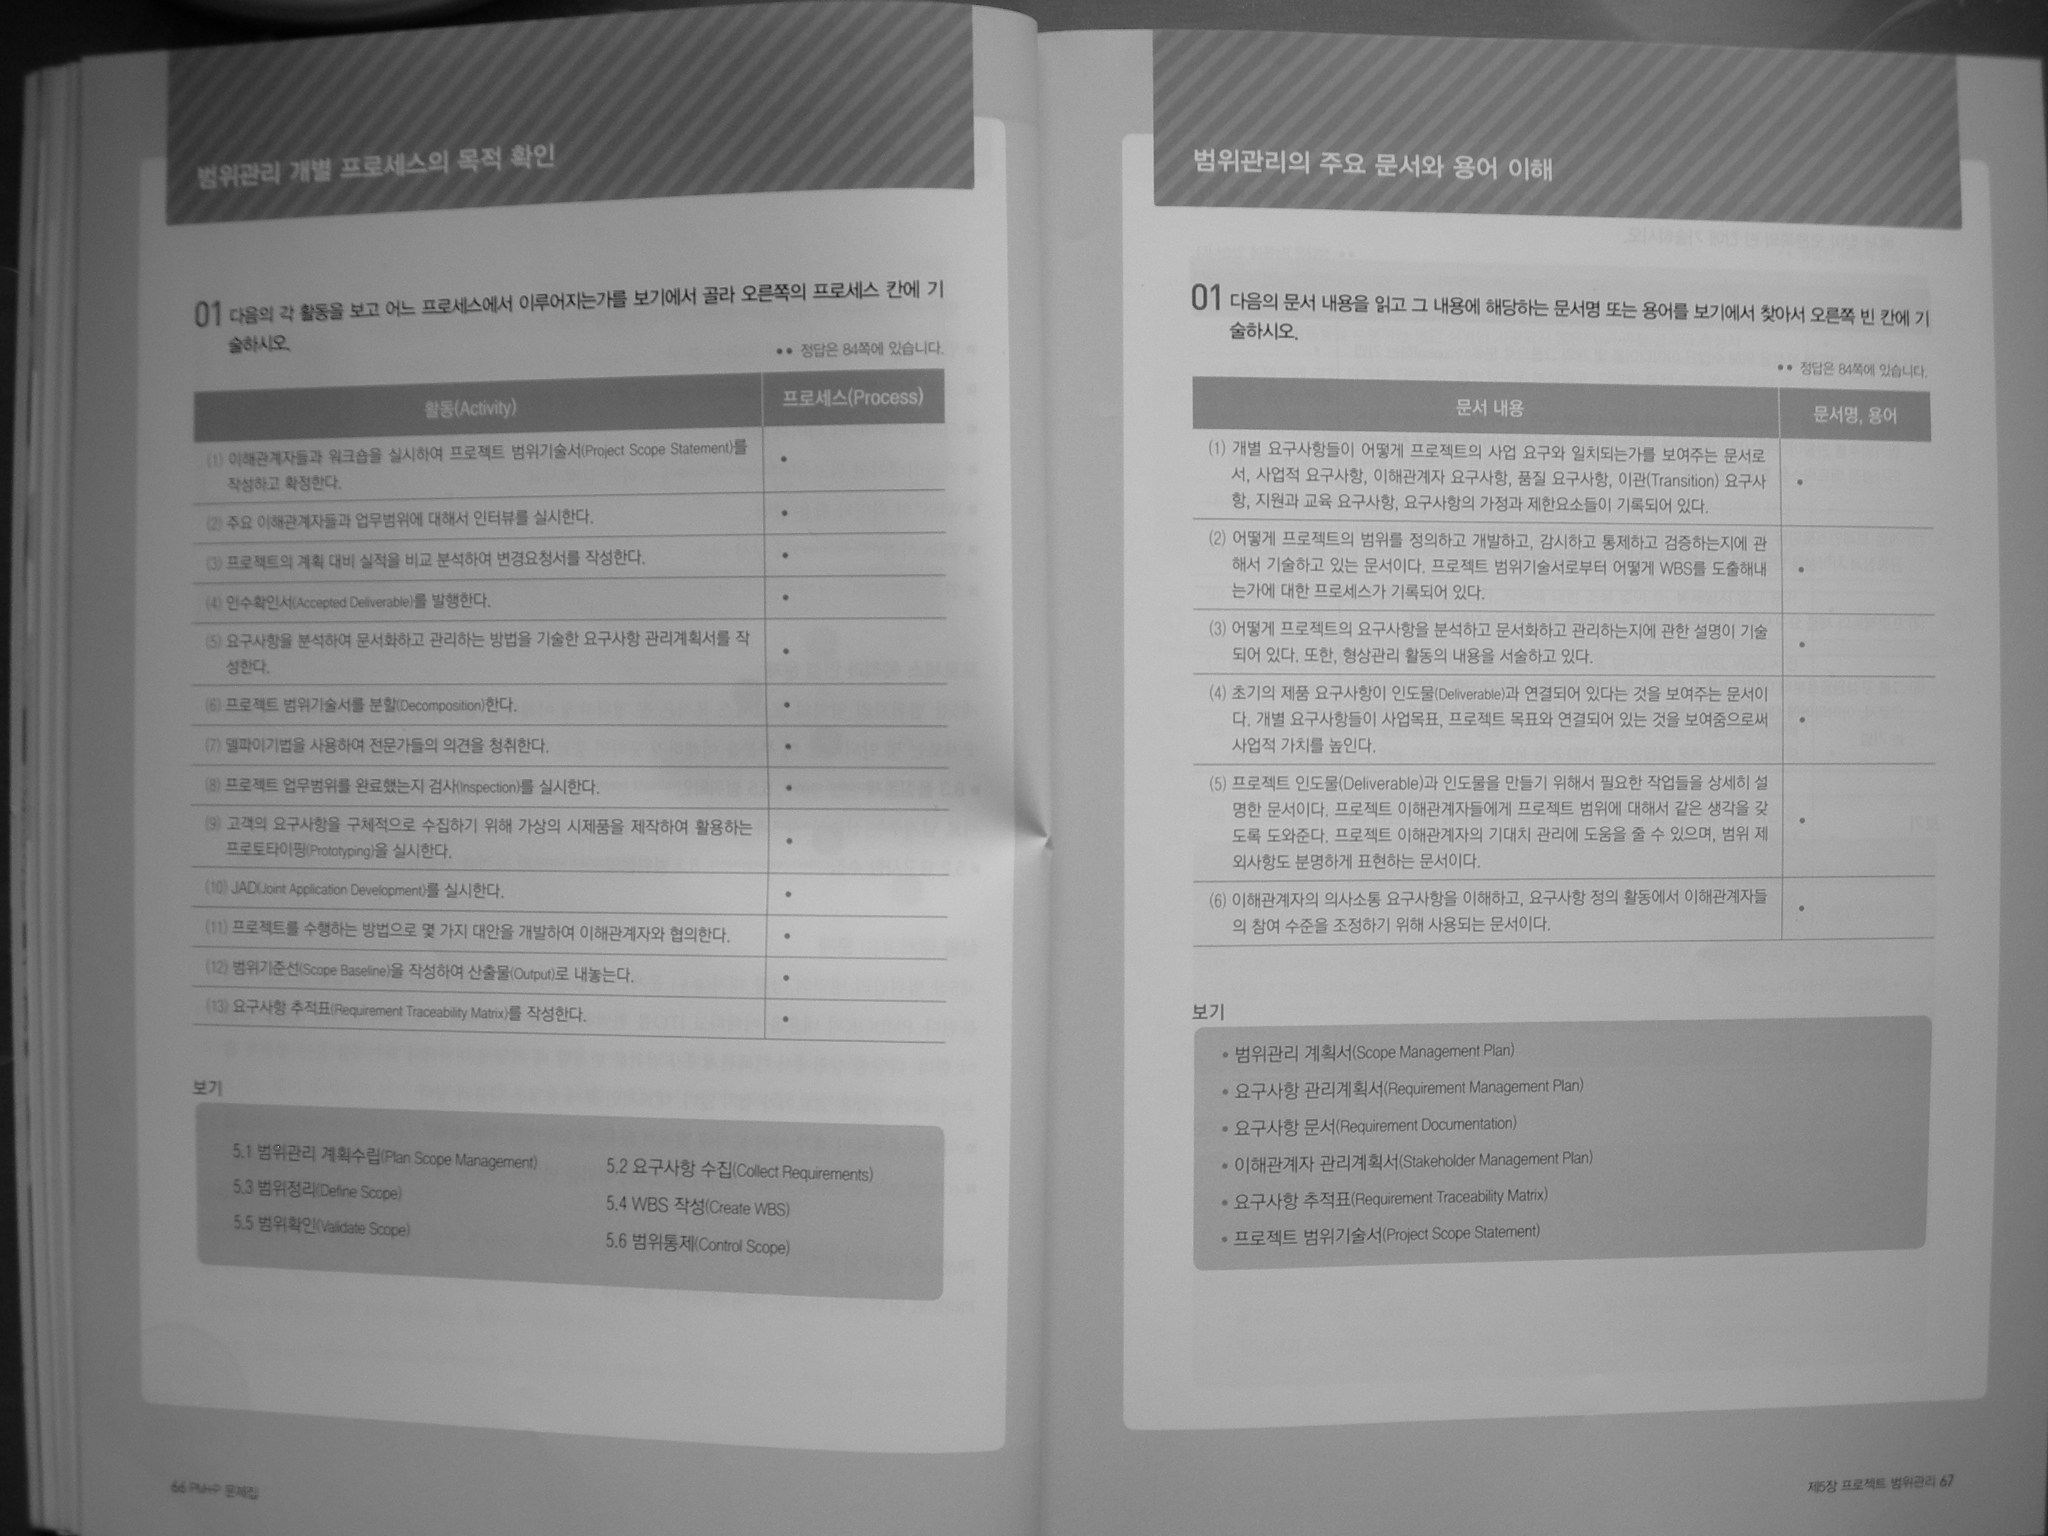 범위관리 개별 프로세스의 목적 확인
01 다음의 각 활동을 보고 어느 프로세스에서 이루어지는가를 보기에서 골라 오른쪽의 프로세스 칸에 기
술하시오.
•• 정답은 84쪽에 있습니다.
활동(Activity) 프로세스(Process)
(1) 이해관계자들과 워크숍을 실시하여 프로젝트 범위기술서(Project Scope Statement)를
작성하고 확정한다.
•
(2) 주요 이해관계자들과 업무범위에 대해서 인터뷰를 실시한다. •
(3) 프로젝트의 계획 대비 실적을 비교 분석하여 변경요청서를 작성한다. •
(4) 인수확인서(Accepted Deliverable)를 발행한다. •
(5) 요구사항을 분석하여 문서화하고 관리하는 방법을 기술한 요구사항 관리계획서를 작
성한다.
•
(6) 프로젝트 범위기술서를 분할(Decomposition)한다. •
(7) 델파이기법을 사용하여 전문가들의 의견을 청취한다. •
(8) 프로젝트 업무범위를 완료했는지 검사(Inspection)를 실시한다. •
(9) 고객의 요구사항을 구체적으로 수집하기 위해 가상의 시제품을 제작하여 활용하는
프로토타이핑(Prototyping)을 실시한다.
•
(10) JAD(Joint Application Development)를 실시한다. •
(11) 프로젝트를 수행하는 방법으로 몇 가지 대안을 개발하여 이해관계자와 협의한다. •
(12) 범위기준선(Scope Baseline)을 작성하여 산출물(Output)로 내놓는다. •
(13) 요구사항 추적표(Requirement Traceability Matrix)를 작성한다. •
보기
5.1 범위관리 계획수립(Plan Scope Management) 5.2 요구사항 수집(Collect Requirements)
5.3 범위정의(Define Scope) 5.4 WBS 작성(Create WBS)
5.5 범위확인(Validate Scope) 5.6 범위통제(Control Scope)
66 PMP 문제집
범위관리의 주요 문서와 용어 이해
01 다음의 문서 내용을 읽고 그 내용에 해당하는 문서명 또는 용어를 보기에서 찾아서 오른쪽 빈 칸에 기
술하시오.
•• 정답은 84쪽에 있습니다.
문서 내용 문서명, 용어
(1) 개별 요구사항들이 어떻게 프로젝트의 사업 요구와 일치되는가를 보여주는 문서로
서, 사업적 요구사항, 이해관계자 요구사항, 품질 요구사항, 이관(Transition) 요구사
항, 지원과 교육 요구사항, 요구사항의 가정과 제한요소들이 기록되어 있다.
•
(2) 어떻게 프로젝트의 범위를 정의하고 개발하고, 감시하고 통제하고 검증하는지에 관
해서 기술하고 있는 문서이다. 프로젝트 범위기술서로부터 어떻게 WBS를 도출해내
는가에 대한 프로세스가 기록되어 있다.
•
(3) 어떻게 프로젝트의 요구사항을 분석하고 문서화하고 관리하는지에 관한 설명이 기술
되어 있다. 또한, 형상관리 활동의 내용을 서술하고 있다.
•
(4) 초기의 제품 요구사항이 인도물(Deliverable)과 연결되어 있다는 것을 보여주는 문서이
다. 개별 요구사항들이 사업목표, 프로젝트 목표와 연결되어 있는 것을 보여줌으로써
사업적 가치를 높인다.
•
(5) 프로젝트 인도물(Deliverable)과 인도물을 만들기 위해서 필요한 작업들을 상세히 설
명한 문서이다. 프로젝트 이해관계자들에게 프로젝트 범위에 대해서 같은 생각을 갖
도록 도와준다. 프로젝트 이해관계자의 기대치 관리에 도움을 줄 수 있으며, 범위 제
외사항도 분명하게 표현하는 문서이다.
•
(6) 이해관계자의 의사소통 요구사항을 이해하고, 요구사항 정의 활동에서 이해관계자들
의 참여 수준을 조정하기 위해 사용되는 문서이다.
•
보기
• 범위관리 계획서(Scope Management Plan)
• 요구사항 관리계획서(Requirement Management Plan)
• 요구사항 문서(Requirement Documentation)
• 이해관계자 관리계획서(Stakeholder Management Plan)
• 요구사항 추적표(Requirement Traceability Matrix)
• 프로젝트 범위기술서(Project Scope Statement)
제5장 프로젝트 범위관리 67